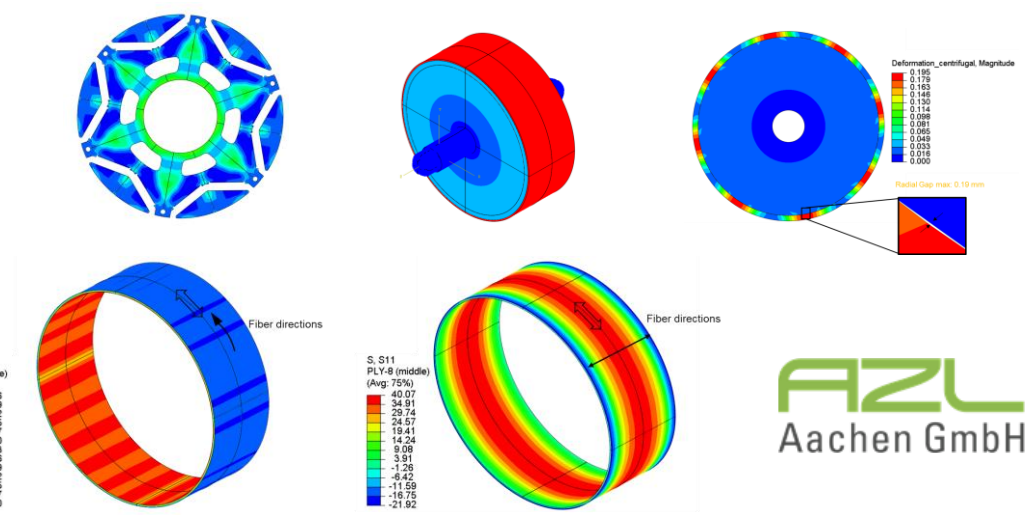 Deformation_centrifugal, Magnitude
0.195
0.179
0.163
0.146
0.130
0.114
0.098
0.081
0.065
0.049
0.033
0.016
0.000
Radial Gap max: 0.19 mm
Fiber directions
S, S11
PLY-8 (middle)
(Avg: 75%)
40.07
34.91
29.74
24.57
19.41
14.24
9.08
3.91
-1.26
-6.42
-11.59
-16.75
-21.92
Fiber directions
AZL
Aachen GmbH